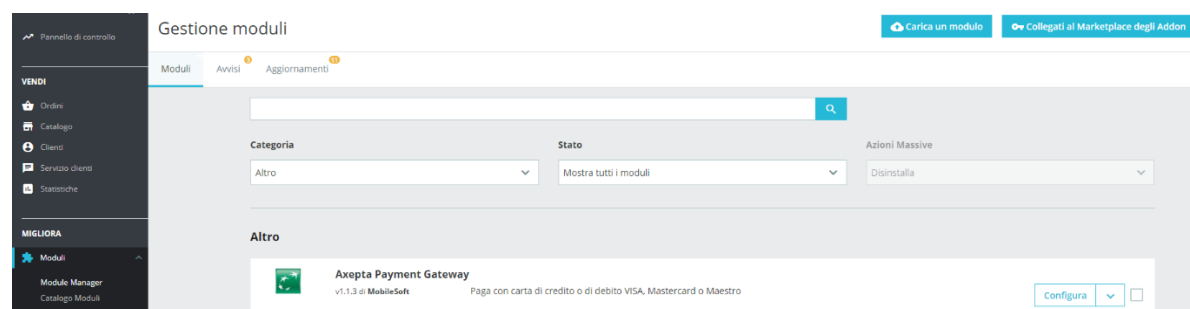 Pannello di controllo
VENDI
Ordini
Catalogo
Clienti
Servizio clienti
Statistiche
MIGLIORA
Moduli
Module Manager
Catalogo Moduli
Gestione moduli
Carica un modulo
Collegati al Marketplace degli Addon
Moduli
Avvisi
Aggiornamenti
Categoria
Stato
Azioni Massive
Altro
Mostra tutti i moduli
Disinstalla
Altro
Axepta Payment Gateway
v1.1.3 di MobileSoft
Paga con carta di credito o di debito VISA, Mastercard o Maestro
Configura